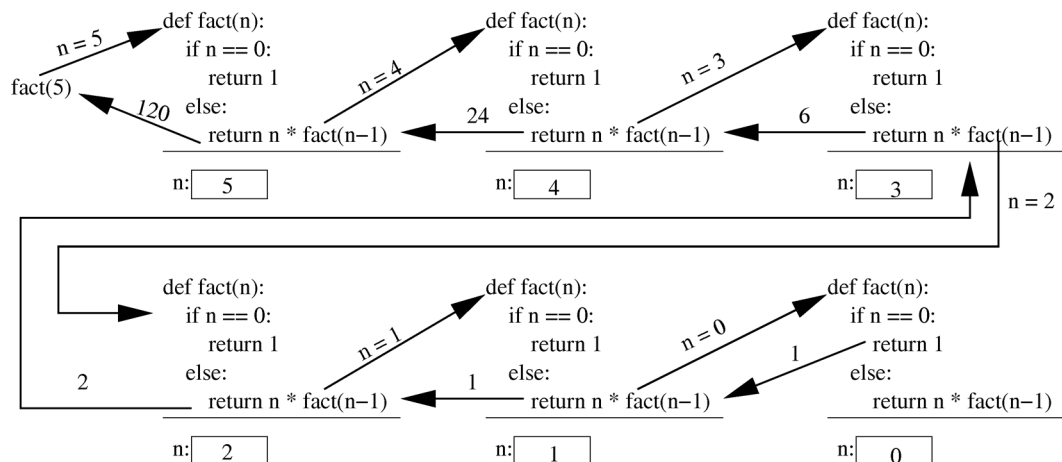 n = 5
fact(5)
120
def fact(n):
if n == 0:
return 1
else:
return n * fact(n−1)
n: 5
n = 4
24
def fact(n):
if n == 0:
return 1
else:
return n * fact(n−1)
n: 4
n = 3
6
def fact(n):
if n == 0:
return 1
else:
return n * fact(n−1)
n: 3
n = 2
2
def fact(n):
if n == 0:
return 1
else:
return n * fact(n−1)
n: 2
n = 1
1
def fact(n):
if n == 0:
return 1
else:
return n * fact(n−1)
n: 1
n = 0
1
def fact(n):
if n == 0:
return 1
else:
return n * fact(n−1)
n: 0